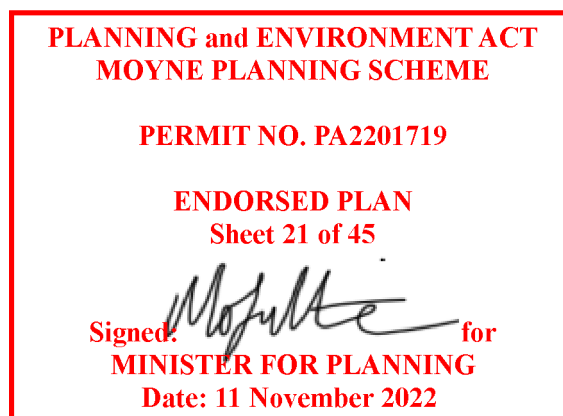 PLANNING and ENVIRONMENT ACT
MOYNE PLANNING SCHEME
PERMIT NO. PA2201719
ENDORSED PLAN
Sheet 21 of 45
Signed: for
MINISTER FOR PLANNING
Date: 11 November 2022